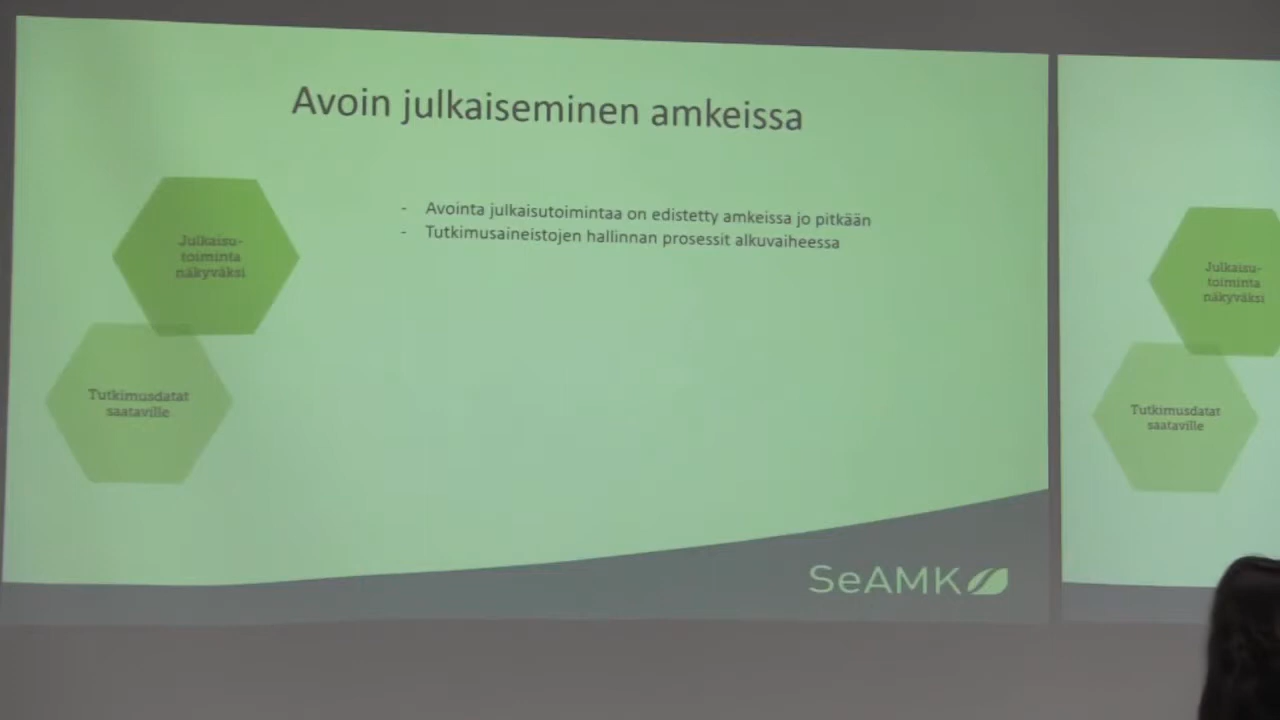 Avoin julkaiseminen amkeissa
- Avointa julkaisutoimintaa on edistetty amkeissa jo pitkään
- Tutkimusaineistojen hallinnan prosessit alkuvaiheessa
Julkaisu-
toiminta
näkyväksi
Tutkimusdatat
saataville
SeAMK
Julkaisu-
toiminta
näkyväksi
Tutkimusdatat
saataville